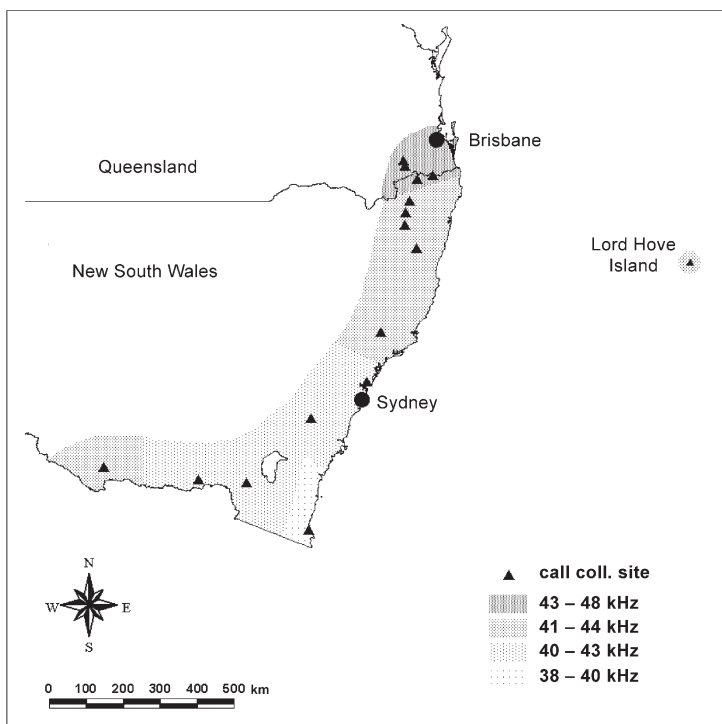 Brisbane
Queensland
Lord Hove
Island
New South Wales
Sydney
N
W
E
S
call coll. site
43 – 48 kHz
41 – 44 kHz
40 – 43 kHz
38 – 40 kHz
0 100 200 300 400 500 km